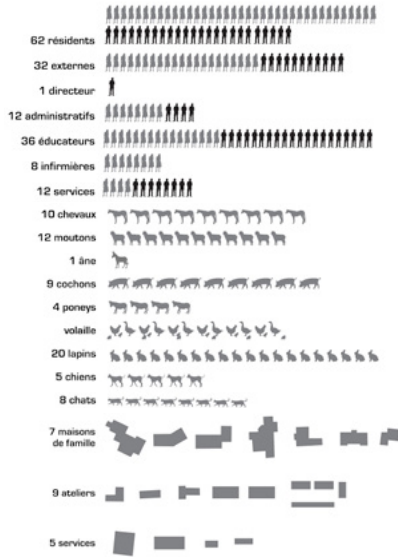 62 résidents
32 externes
1 directeur
12 administratifs
36 éducateurs
8 infirmières
12 services
10 chevaux
12 moutons
1 âne
9 cochons
4 poneys
volaille
20 lapins
5 chiens
8 chats
7 maisons
de famille
9 ateliers
5 services